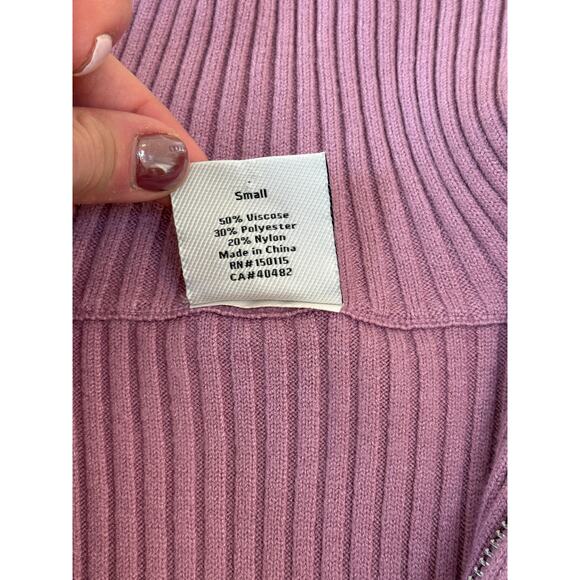 Small
50% Viscose
30% Polyester
20% Nylon
Made in China
RN#150115
CA#40482